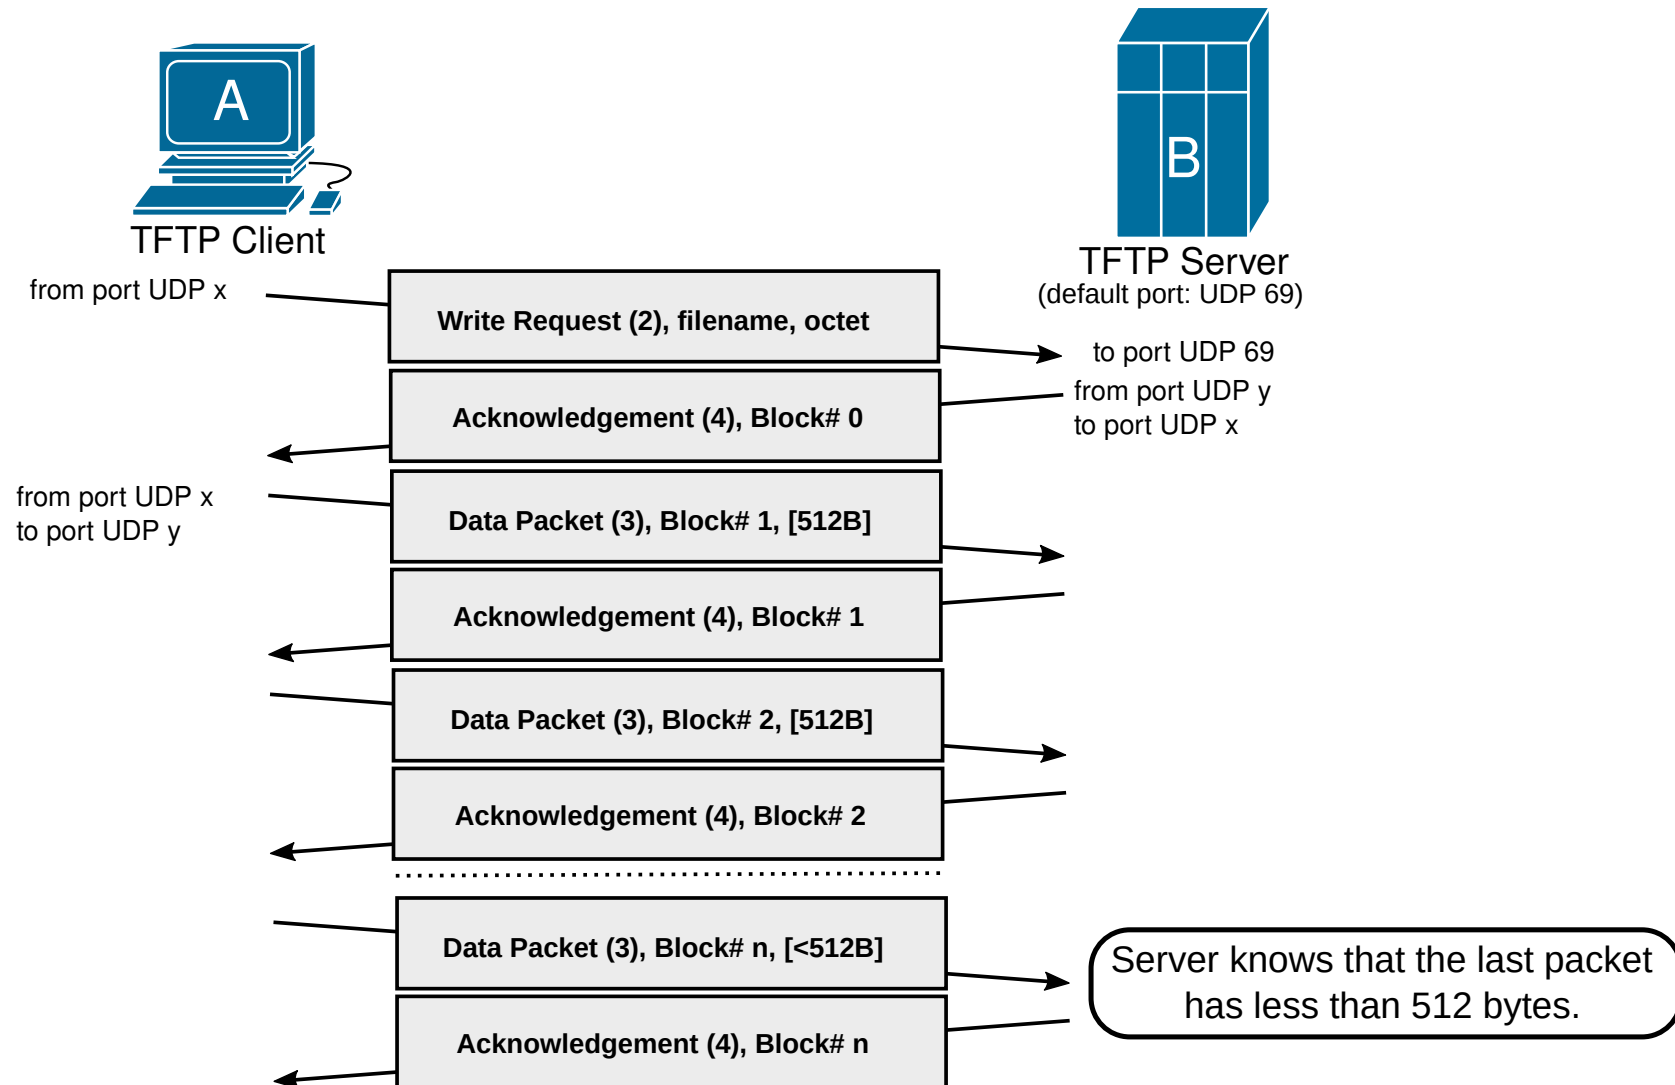 A
B
TFTP Client
TFTP Server
(default port: UDP 69)
from port UDP x
Write Request (2), filename, octet
to port UDP 69
from port UDP y
to port UDP x
Acknowledgement (4), Block# 0
from port UDP x
to port UDP y
Data Packet (3), Block# 1, [512B]
Acknowledgement (4), Block# 1
Data Packet (3), Block# 2, [512B]
Acknowledgement (4), Block# 2
Data Packet (3), Block# n, [<512B]
Server knows that the last packet
has less than 512 bytes.
Acknowledgement (4), Block# n